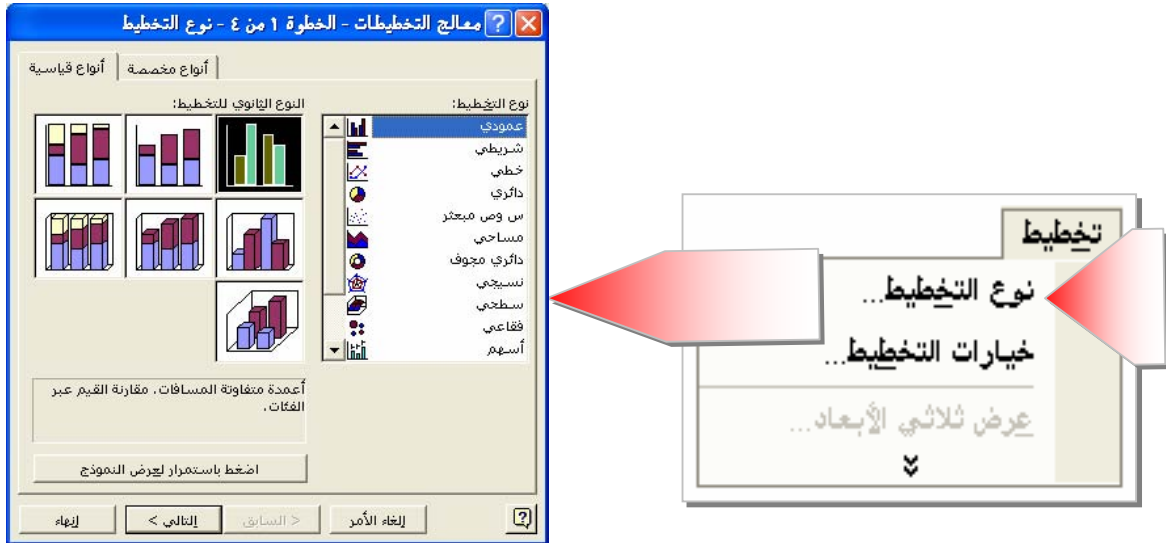 معالج التخطيطات - الخطوة ١ من ٤ - نوع التخطيط
أنواع قياسية
أنواع مخصصة
نوع التخطيط:
عمودي
شريطي
خطي
دائري
س وص مبعثر
مساحي
دائري مجوف
نسيجي
سطحي
فقاعي
أسهم
النوع الثانوي للتخطيط:
أعمدة متفاوتة المسافات. مقارنة القيم عبر
الفئات.
اضغط باستمرار لعرض النموذج
إلغاء الأمر
< السابق
التالي >
إنهاء
تخطيط
نوع التخطيط...
خيارات التخطيط...
عرض ثلاثي الأبعاد...